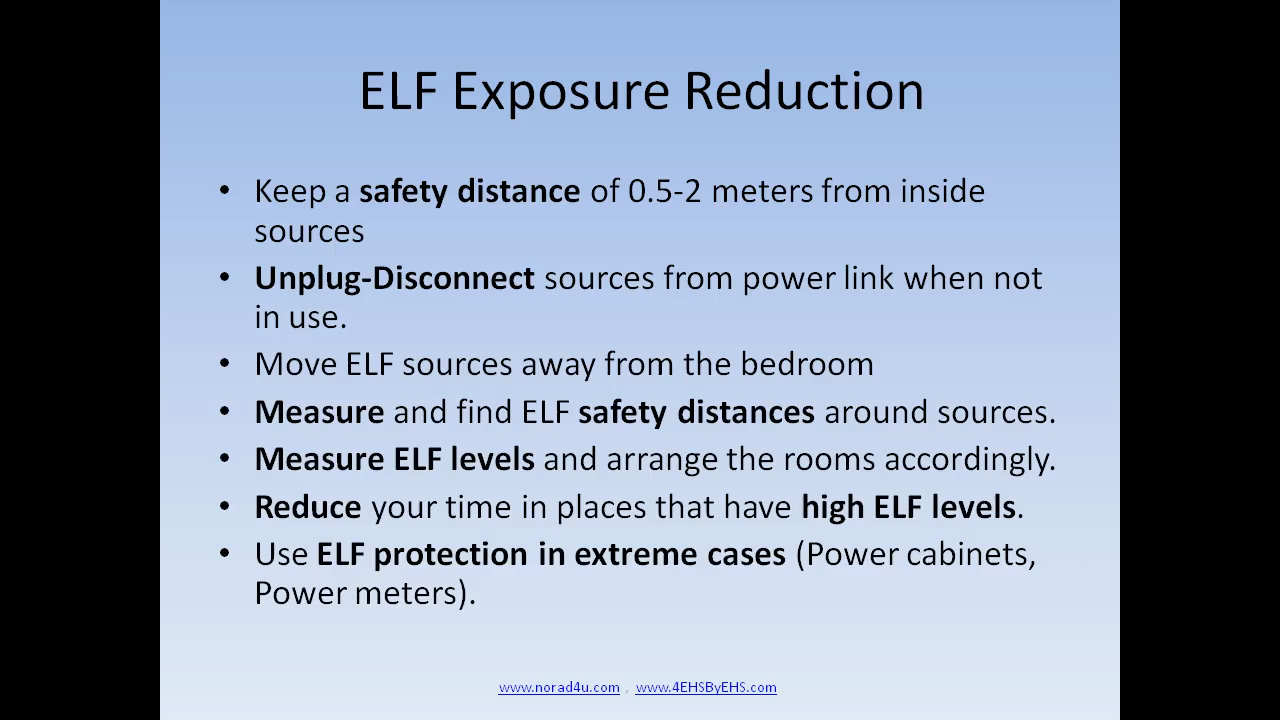 ELF Exposure Reduction
• Keep a safety distance of 0.5-2 meters from inside
sources
• Unplug-Disconnect sources from power link when not
in use.
• Move ELF sources away from the bedroom
• Measure and find ELF safety distances around sources.
• Measure ELF levels and arrange the rooms accordingly.
• Reduce your time in places that have high ELF levels.
• Use ELF protection in extreme cases (Power cabinets,
Power meters).
www.norad4u.com , www.4EHSByEHS.com